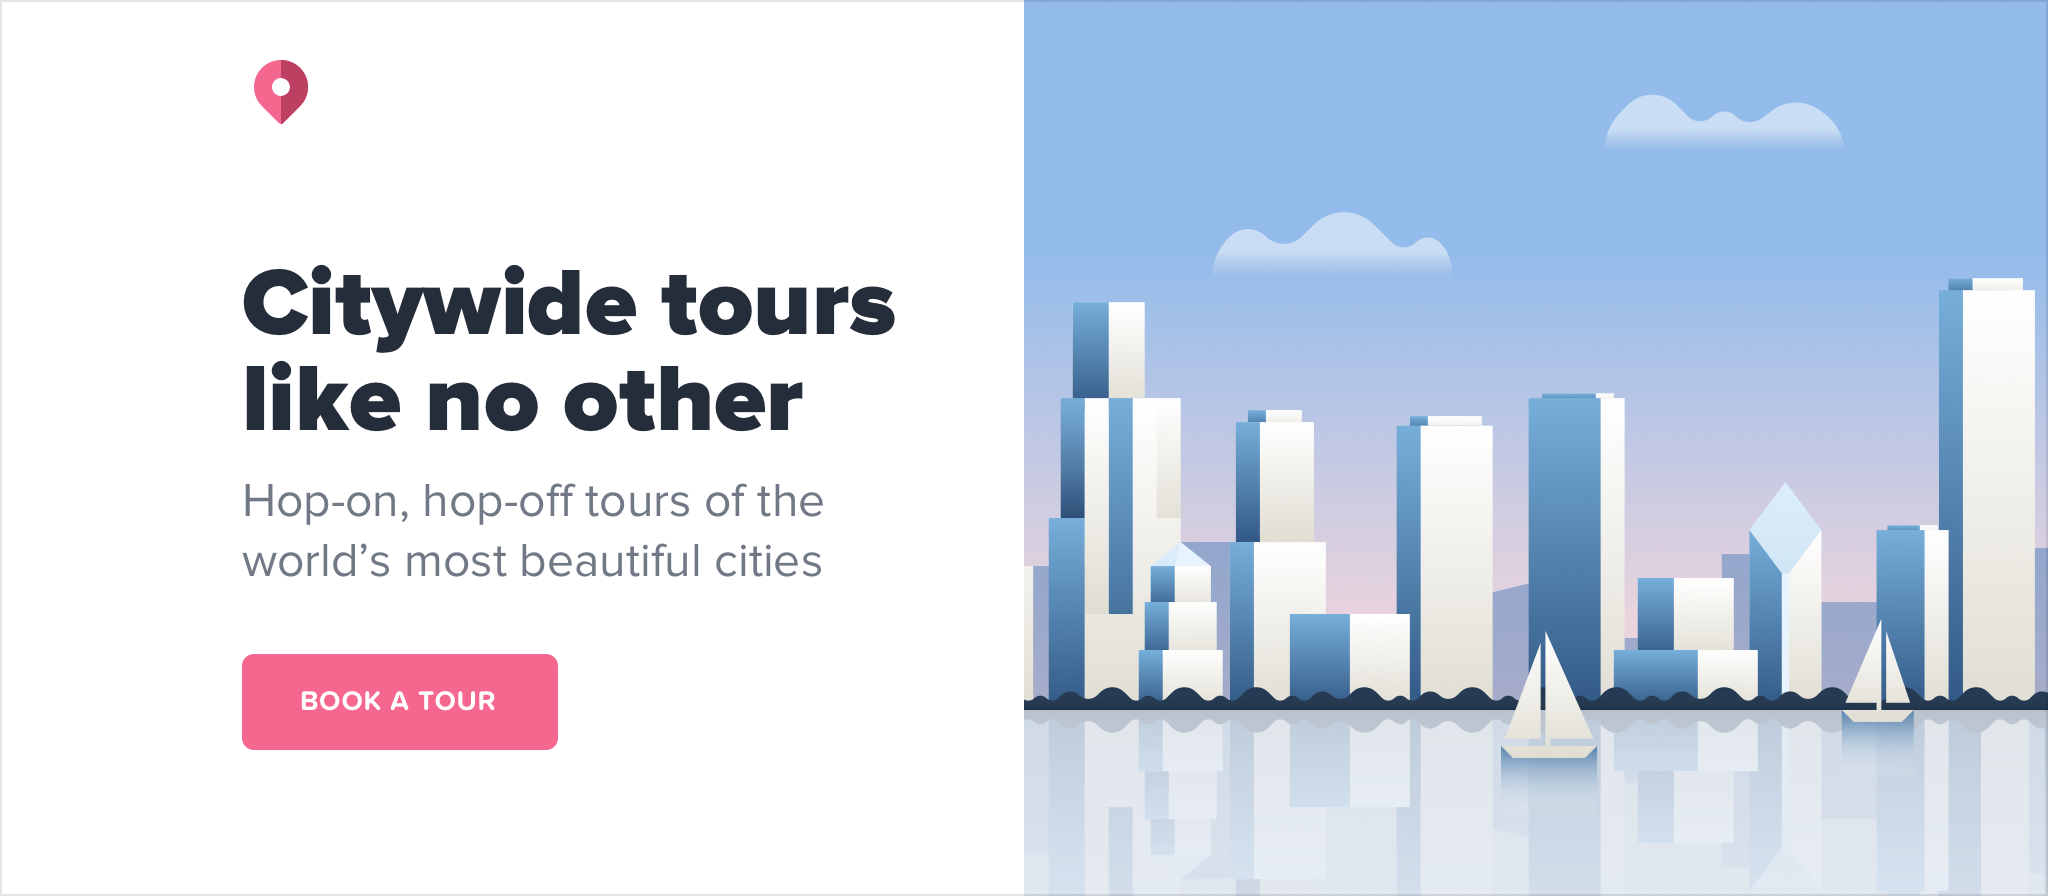 Citywide tours
like no other
Hop-on, hop-off tours of the
world’s most beautiful cities
BOOK A TOUR